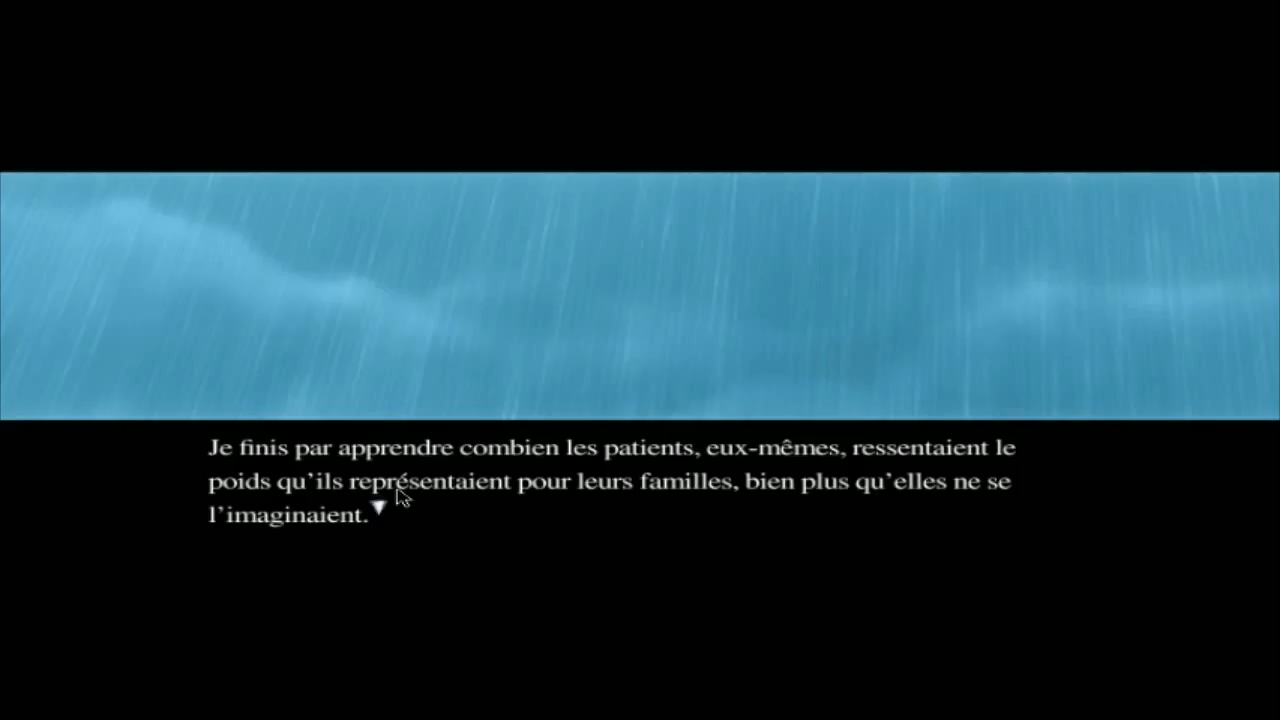 Je finis par apprendre combien les patients, eux-mêmes, ressentaient le
poids qu'ils représentaient pour leurs familles, bien plus qu'elles ne se
l'imaginaient.